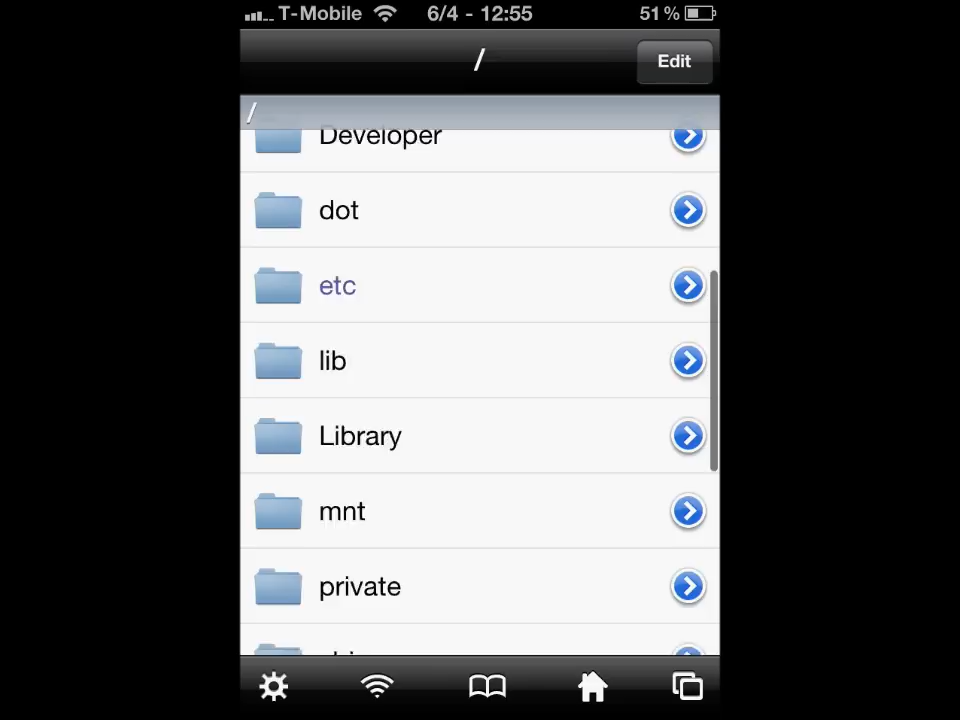 T-Mobile 6/4 - 12:55 51%
/
Edit
/
Developer
dot
etc
lib
Library
mnt
private